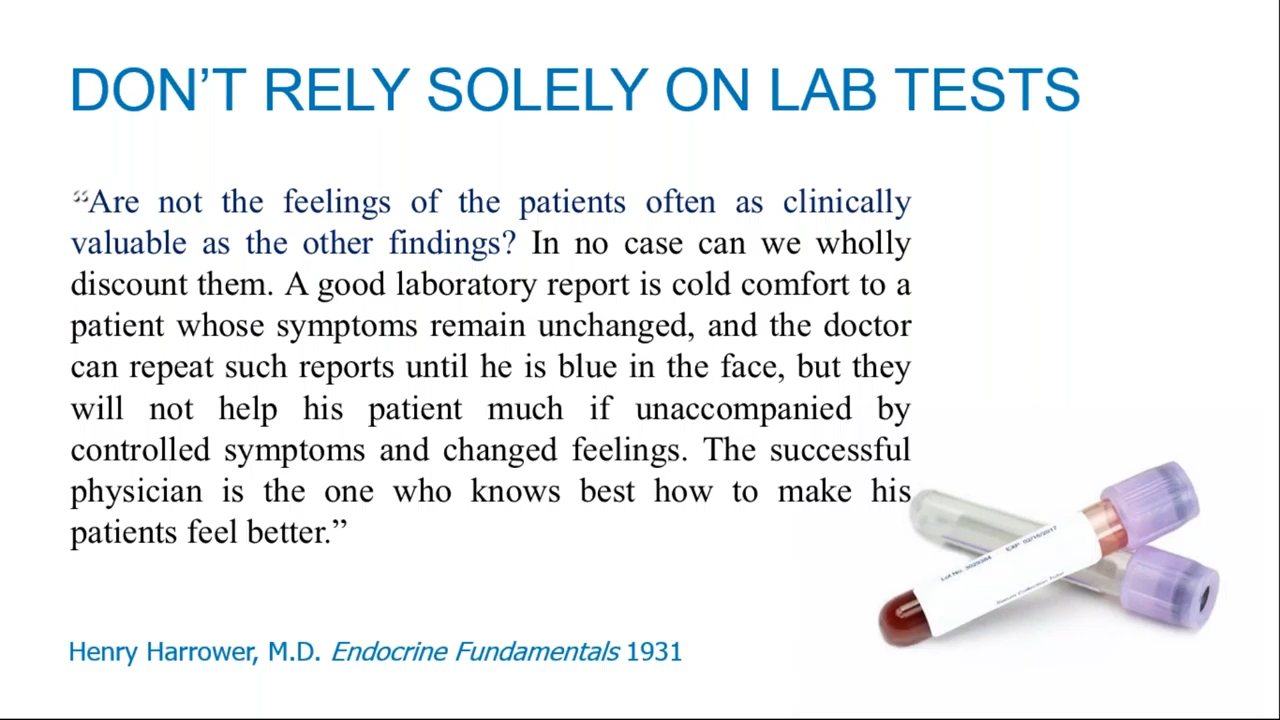 DON’T RELY SOLELY ON LAB TESTS
“Are not the feelings of the patients often as clinically
valuable as the other findings? In no case can we wholly
discount them. A good laboratory report is cold comfort to a
patient whose symptoms remain unchanged, and the doctor
can repeat such reports until he is blue in the face, but they
will not help his patient much if unaccompanied by
controlled symptoms and changed feelings. The successful
physician is the one who knows best how to make his
patients feel better.”
Lot No. EXP.
Henry Harrower, M.D. Endocrine Fundamentals 1931